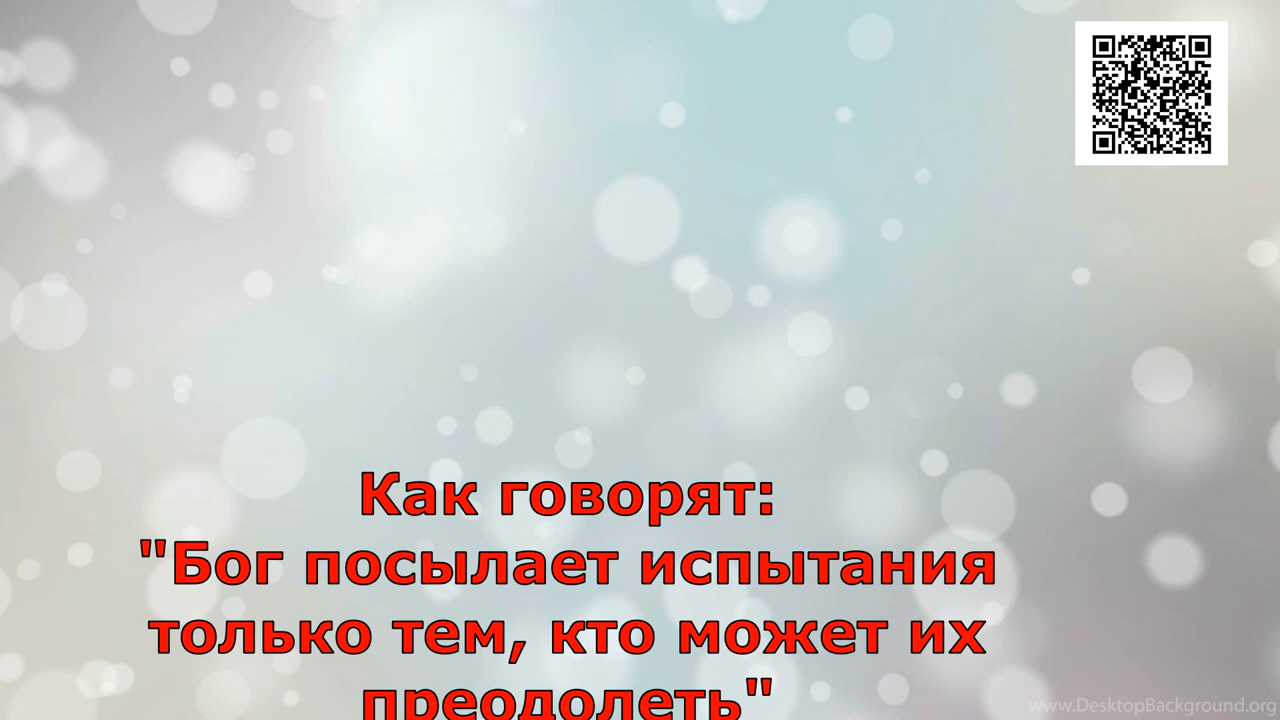 Как говорят:
"Бог посылает испытания
только тем, кто может их
преодолеть"
www.DesktopBackground.org